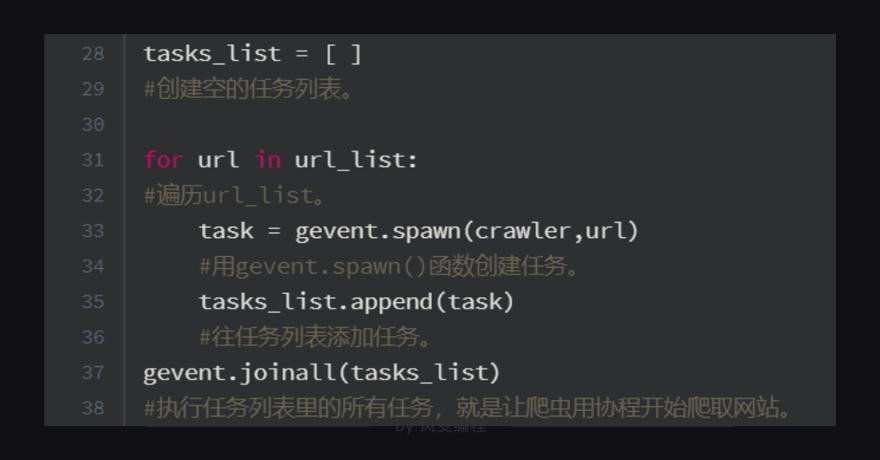 28 tasks_list = [ ]
29 #创建空的任务列表。
30
31 for url in url_list:
32 #遍历url_list。
33 task = gevent.spawn(crawler,url)
34 #用gevent.spawn()函数创建任务。
35 tasks_list.append(task)
36 #往任务列表添加任务。
37 gevent.joinall(tasks_list)
38 #执行任务列表里的所有任务，就是让爬虫用协程开始爬取网站。
by 风变编程